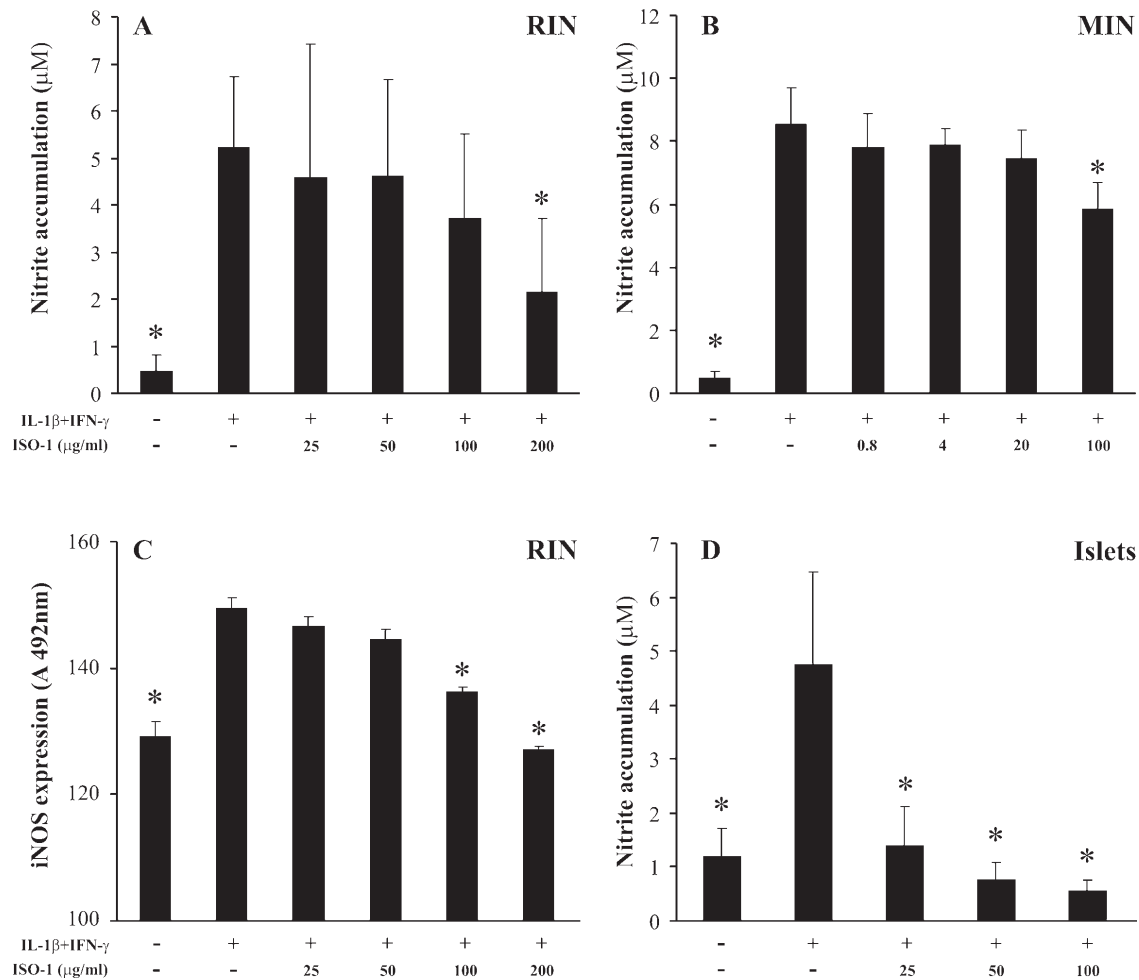 A RIN
8
7
6
5
4
3
2
1
0
Nitrite accumulation (μM)
*
*
IL-1β+IFN-γ - + + + + +
ISO-1 (μg/ml) - - 25 50 100 200
B MIN
12
10
8
6
4
2
0
Nitrite accumulation (μM)
*
*
- + + + + +
- - 0.8 4 20 100
C RIN
160
140
120
100
iNOS expression (A 492nm)
*
*
*
IL-1β+IFN-γ - + + + + +
ISO-1 (μg/ml) - - 25 50 100 200
D Islets
7
6
5
4
3
2
1
0
Nitrite accumulation (μM)
*
*
*
*
- + + + +
- - 25 50 100